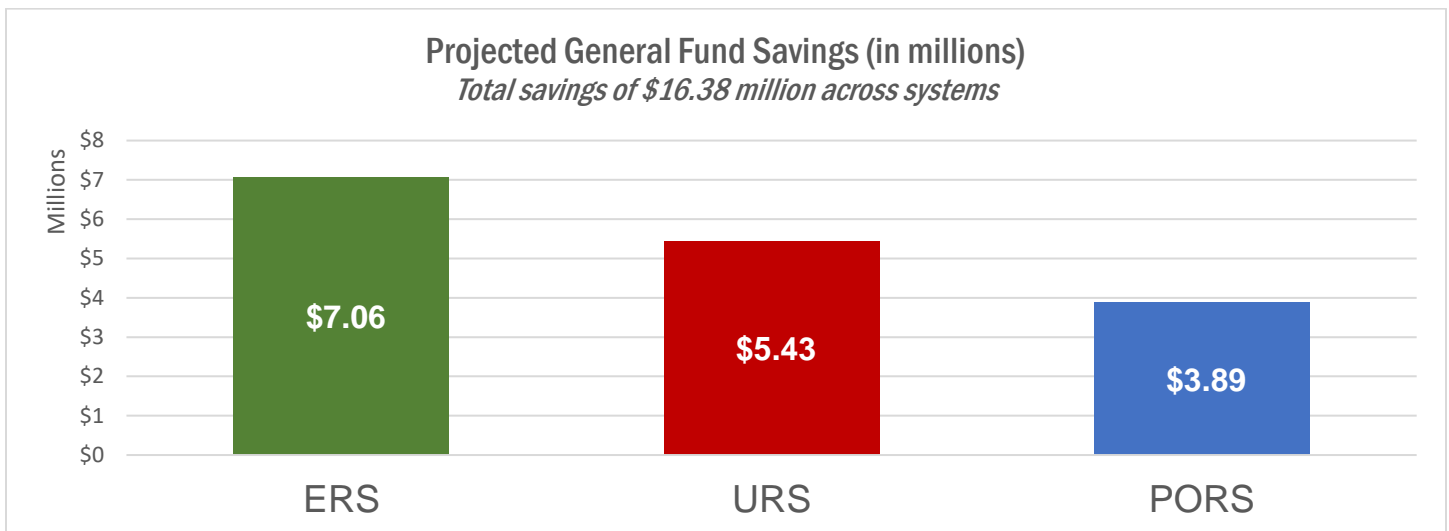 Projected General Fund Savings (in millions)
Total savings of $16.38 million across systems
Millions
$8
$7
$6
$5
$4
$3
$2
$1
$0
$7.06
$5.43
$3.89
ERS
URS
PORS